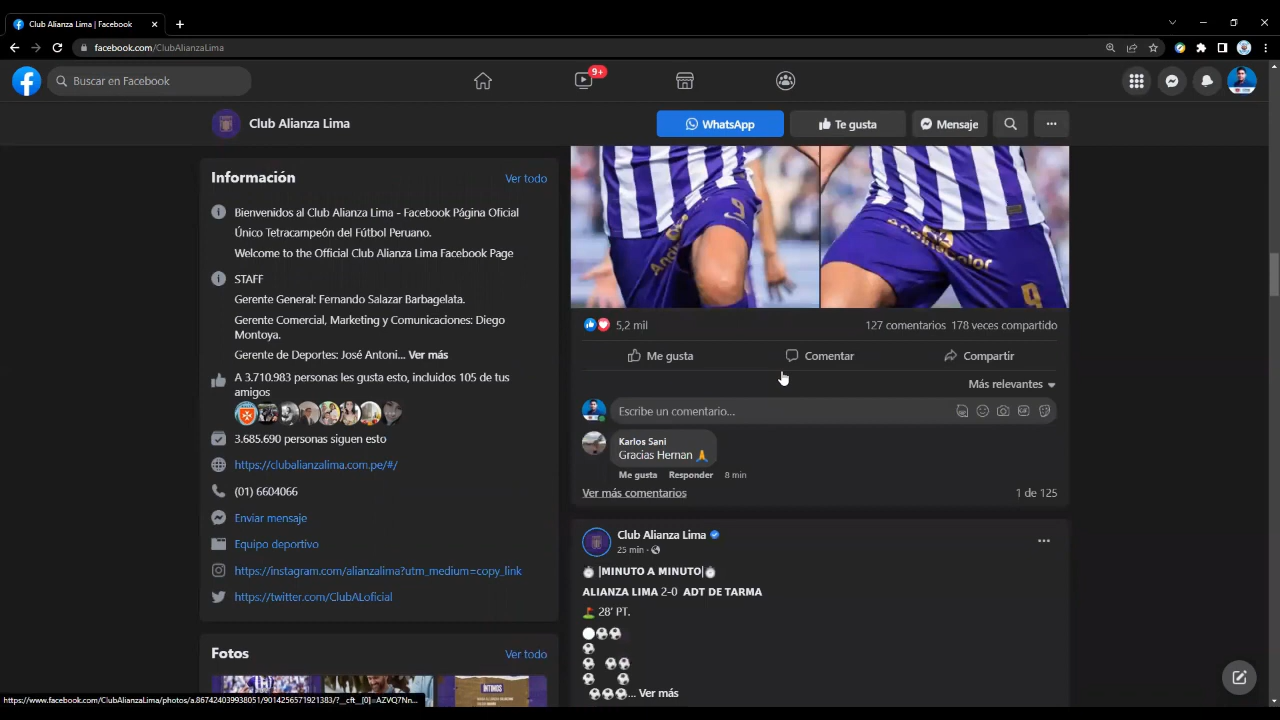 Club Alianza Lima | Facebook
facebook.com/ClubAlianzaLima
Buscar en Facebook
9+
Club Alianza Lima
WhatsApp
Te gusta
Mensaje
Información
Ver todo
Bienvenidos al Club Alianza Lima - Facebook Página Oficial
Único Tetracampeón del Fútbol Peruano.
Welcome to the Official Club Alianza Lima Facebook Page
STAFF
Gerente General: Fernando Salazar Barbagelata.
Gerente Comercial, Marketing y Comunicaciones: Diego
Montoya.
Gerente de Deportes: José Antoni... Ver más
A 3.710.983 personas les gusta esto, incluidos 105 de tus
amigos
3.685.690 personas siguen esto
https://clubalianzalima.com.pe/#/
(01) 6604066
Enviar mensaje
Equipo deportivo
https://instagram.com/alianzalima?utm_medium=copy_link
https://twitter.com/ClubALoficial
Fotos
Ver todo
ÍNTIMOS
9
AndinaCalor
9
5,2 mil
127 comentarios 178 veces compartido
Me gusta
Comentar
Compartir
Más relevantes
Escribe un comentario...
Karlos Sani
Gracias Hernan 🙏
Me gusta Responder 8 min
Ver más comentarios
1 de 125
Club Alianza Lima
25 min ·
⏱|MINUTO A MINUTO|⏱
ALIANZA LIMA 2-0 ADT DE TARMA
⛳ 28’ PT.
⚪⚽⚽
⚽
⚽ ⚽⚽
⚽ ⚽
⚽⚽⚽... Ver más